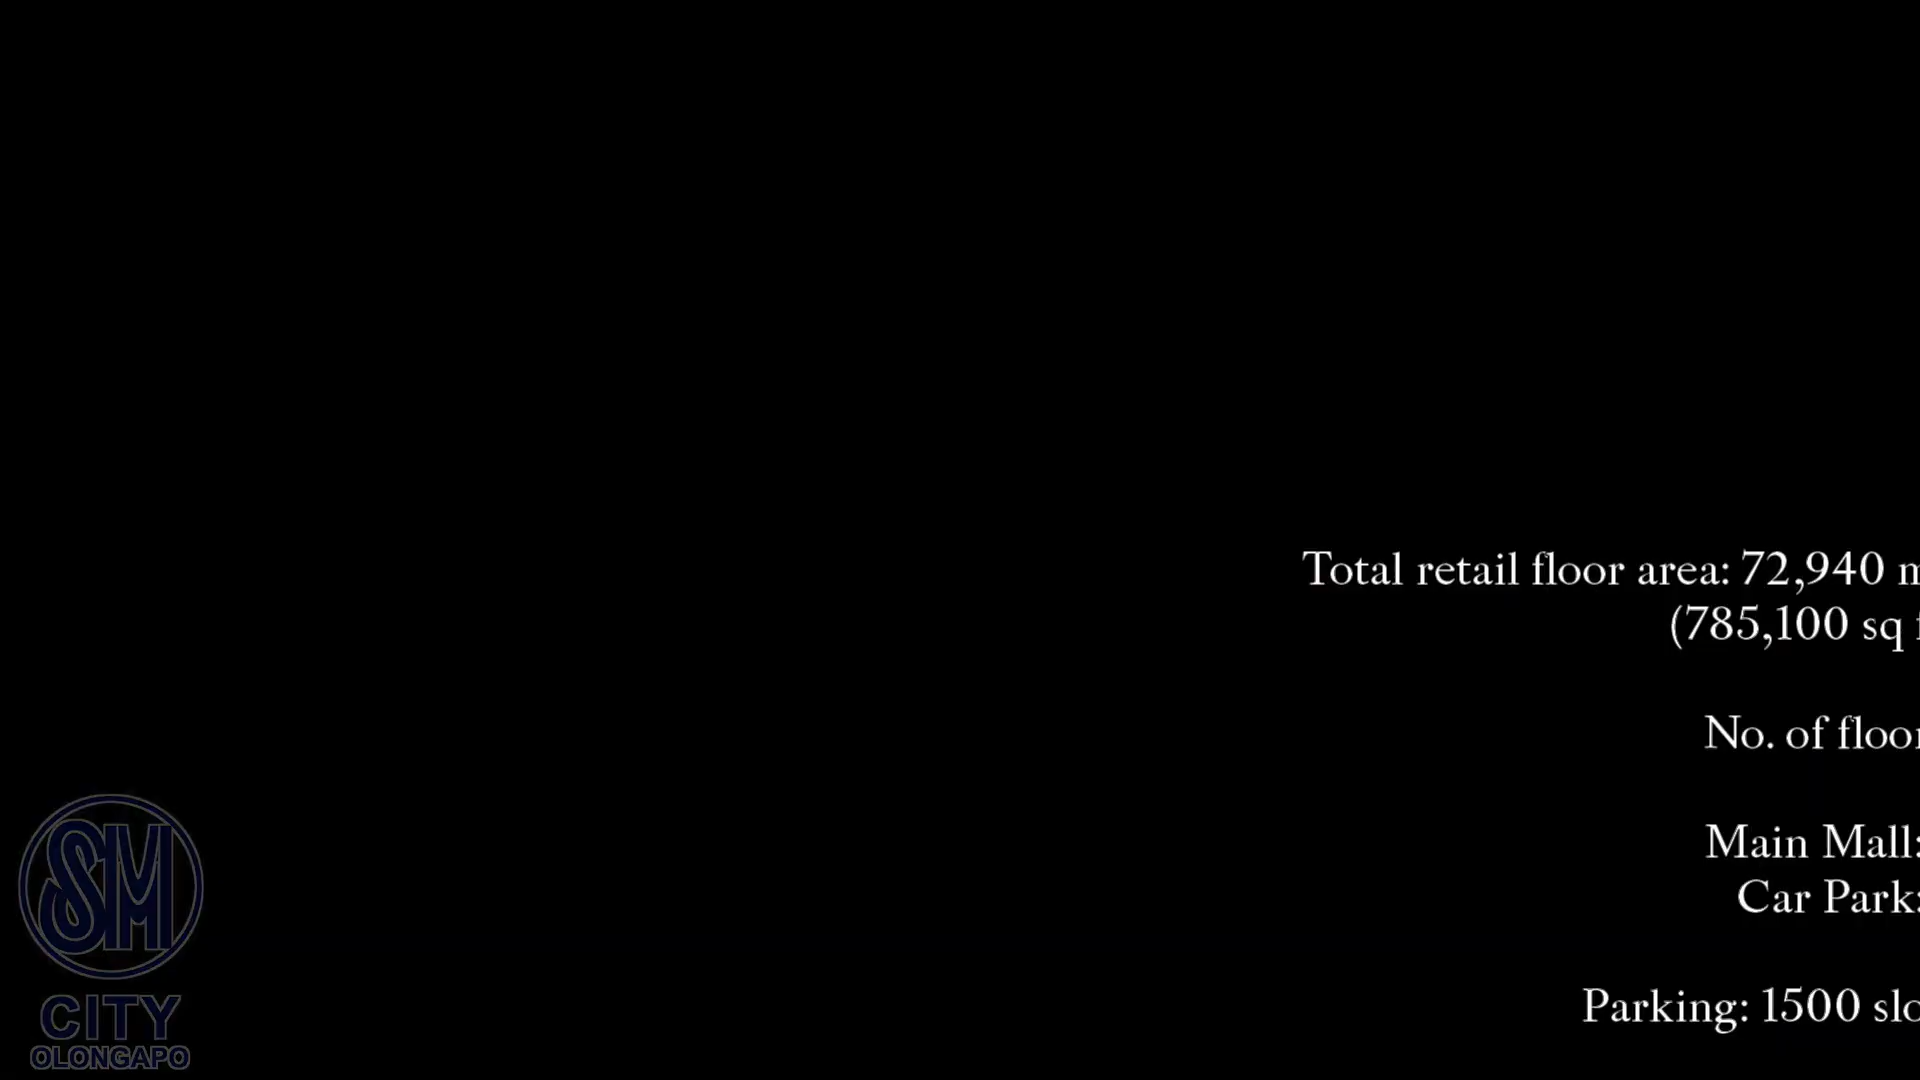 Total retail floor area: 72,940
(785,100 sq
No. of
Main Mall:
Car Park:
Parking: 1500
SM
CITY
OLONGAPO